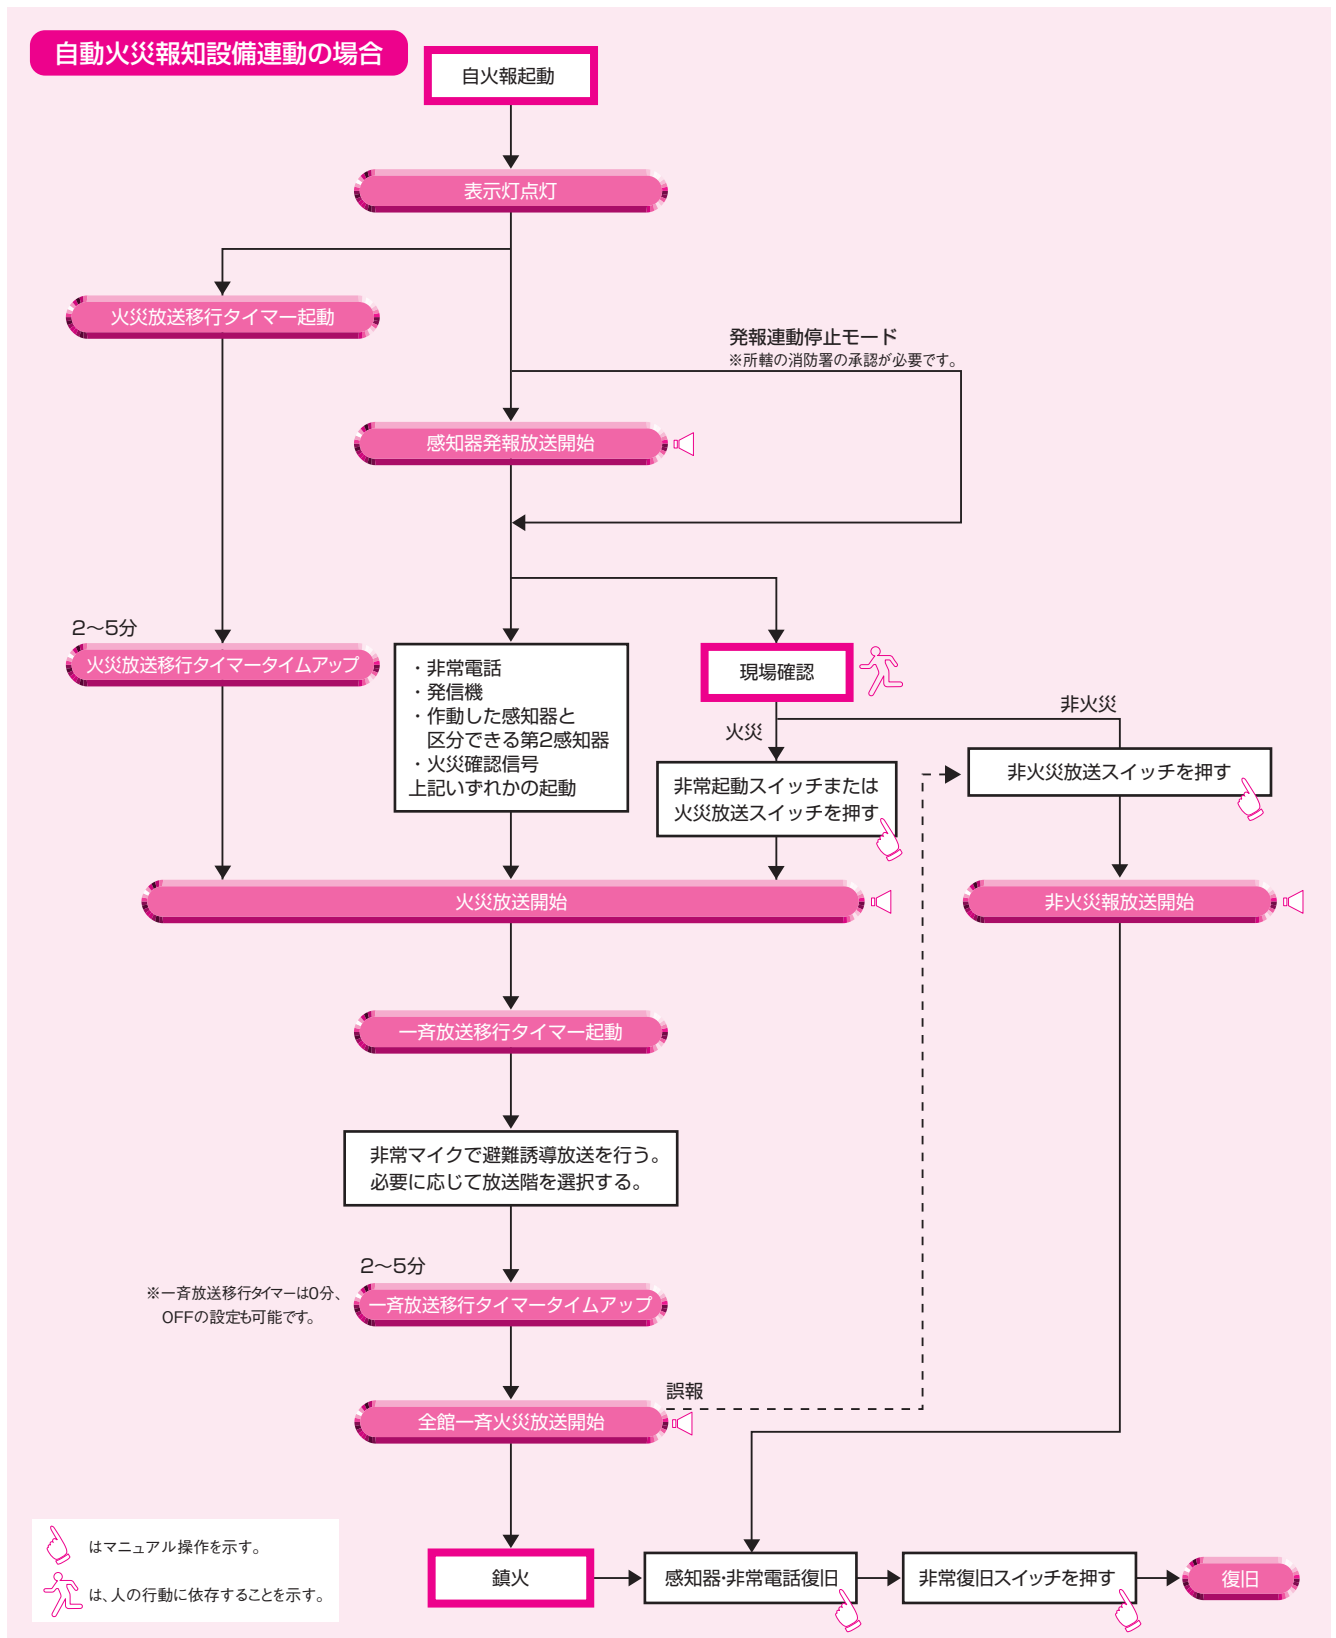 自動火災報知設備連動の場合
自火報起動
表示灯点灯
火災放送移行タイマー起動
発報連動停止モード
※所轄の消防署の承認が必要です。
感知器発報放送開始
2〜5分
火災放送移行タイマータイムアップ
・非常電話
・発信機
・作動した感知器と
区分できる第2感知器
・火災確認信号
上記いずれかの起動
現場確認
火災
非火災
非常起動スイッチまたは
火災放送スイッチを押す
非火災放送スイッチを押す
火災放送開始
非火災報放送開始
一斉放送移行タイマー起動
非常マイクで避難誘導放送を行う。
必要に応じて放送階を選択する。
2〜5分
※一斉放送移行タイマーは0分、
OFFの設定も可能です。
一斉放送移行タイマータイムアップ
誤報
全館一斉火災放送開始
はマニュアル操作を示す。
は、人の行動に依存することを示す。
鎮火
感知器・非常電話復旧
非常復旧スイッチを押す
復旧